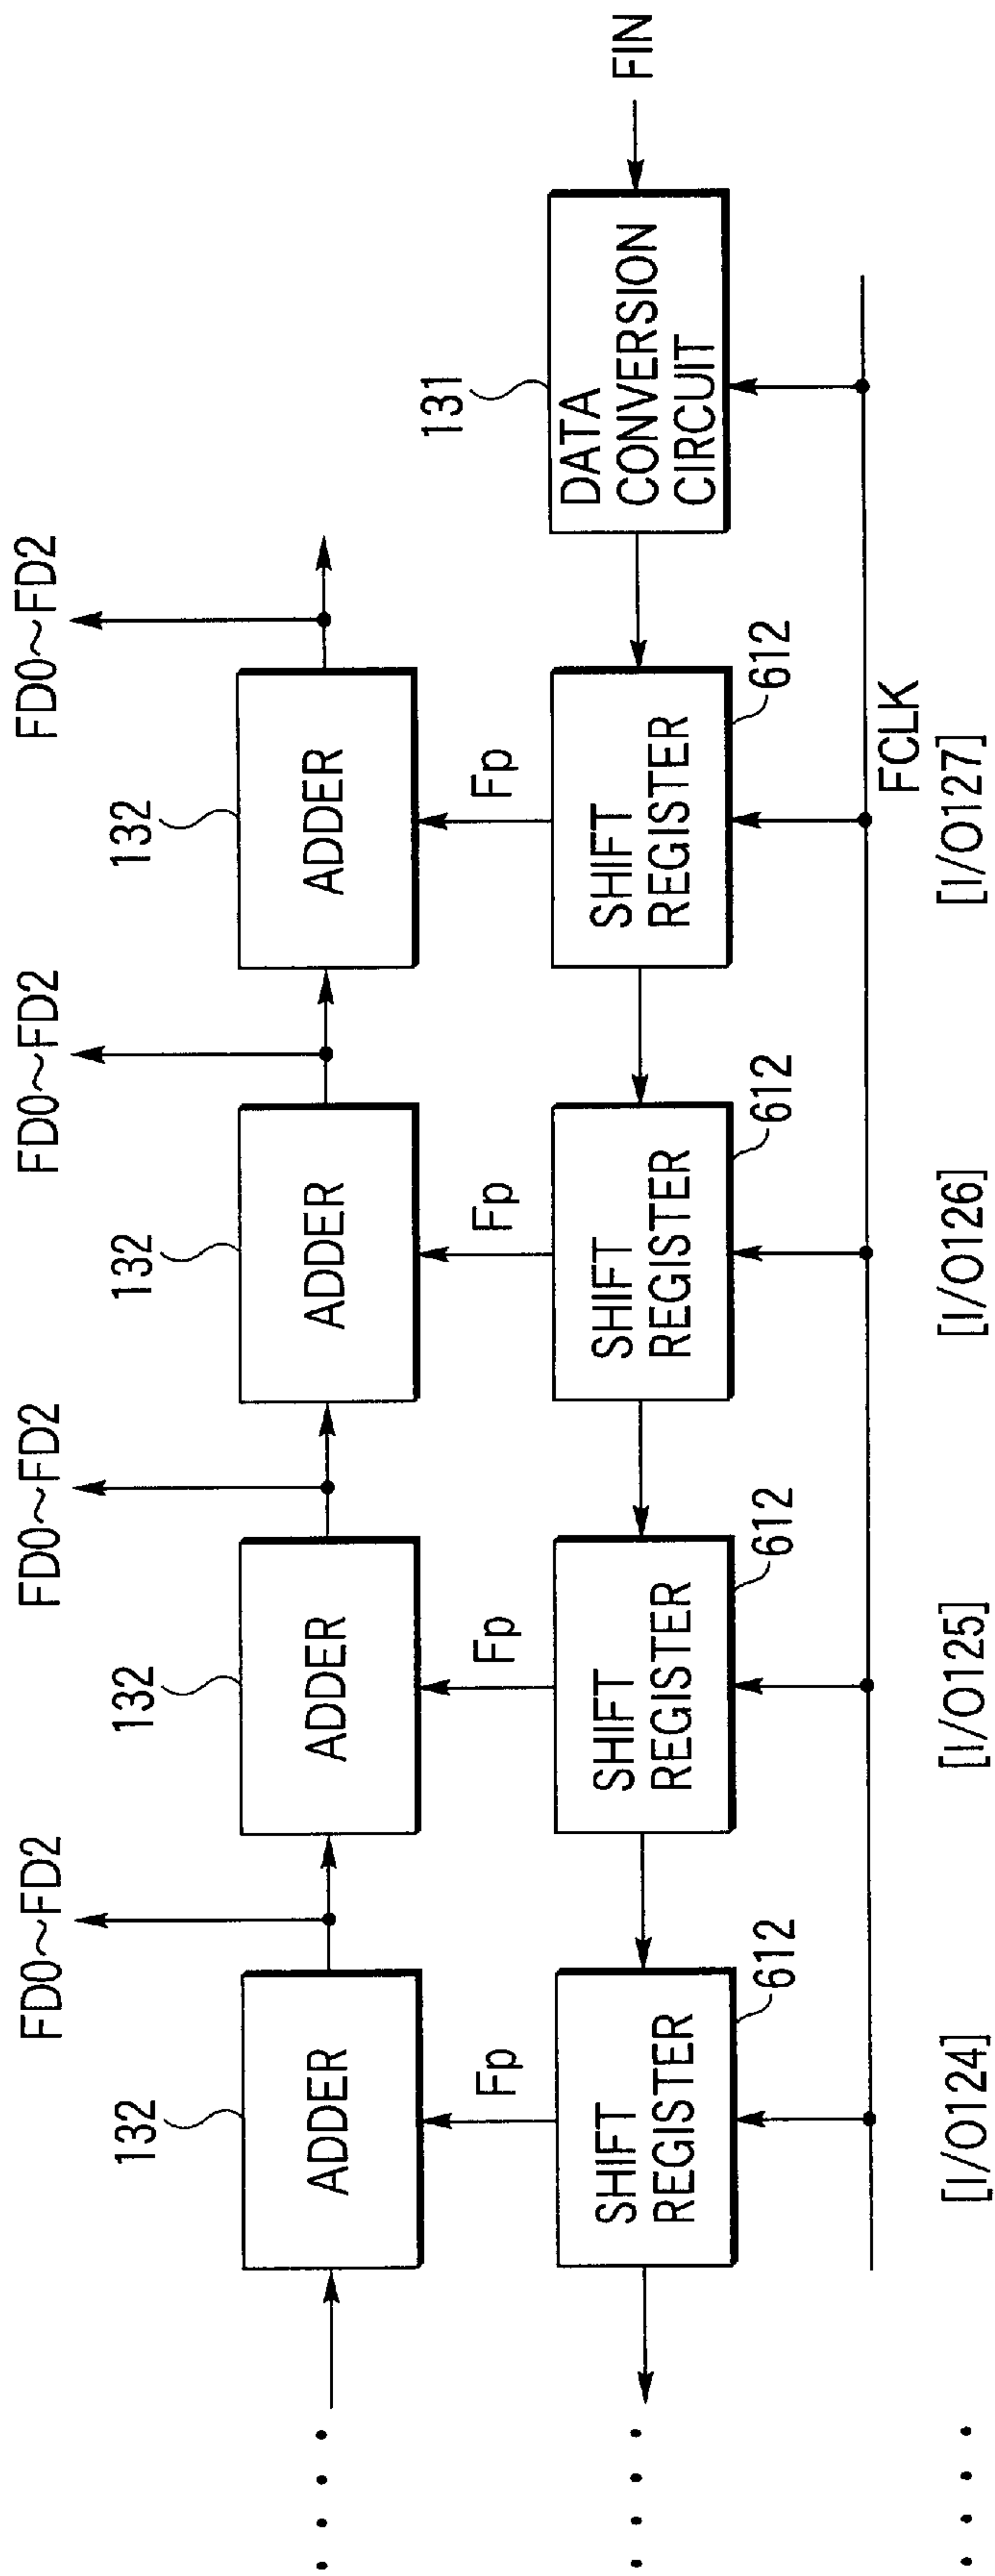 FD0~FD2
FD0~FD2
FD0~FD2
FD0~FD2
132
132
132
132
ADDER
ADDER
ADDER
ADDER
131
Fp
Fp
Fp
Fp
DATA
CONVERSION
CIRCUIT
FIN
SHIFT
REGISTER
SHIFT
REGISTER
SHIFT
REGISTER
SHIFT
REGISTER
612
612
612
612
FCLK
[I/O124]
[I/O125]
[I/O126]
[I/O127]